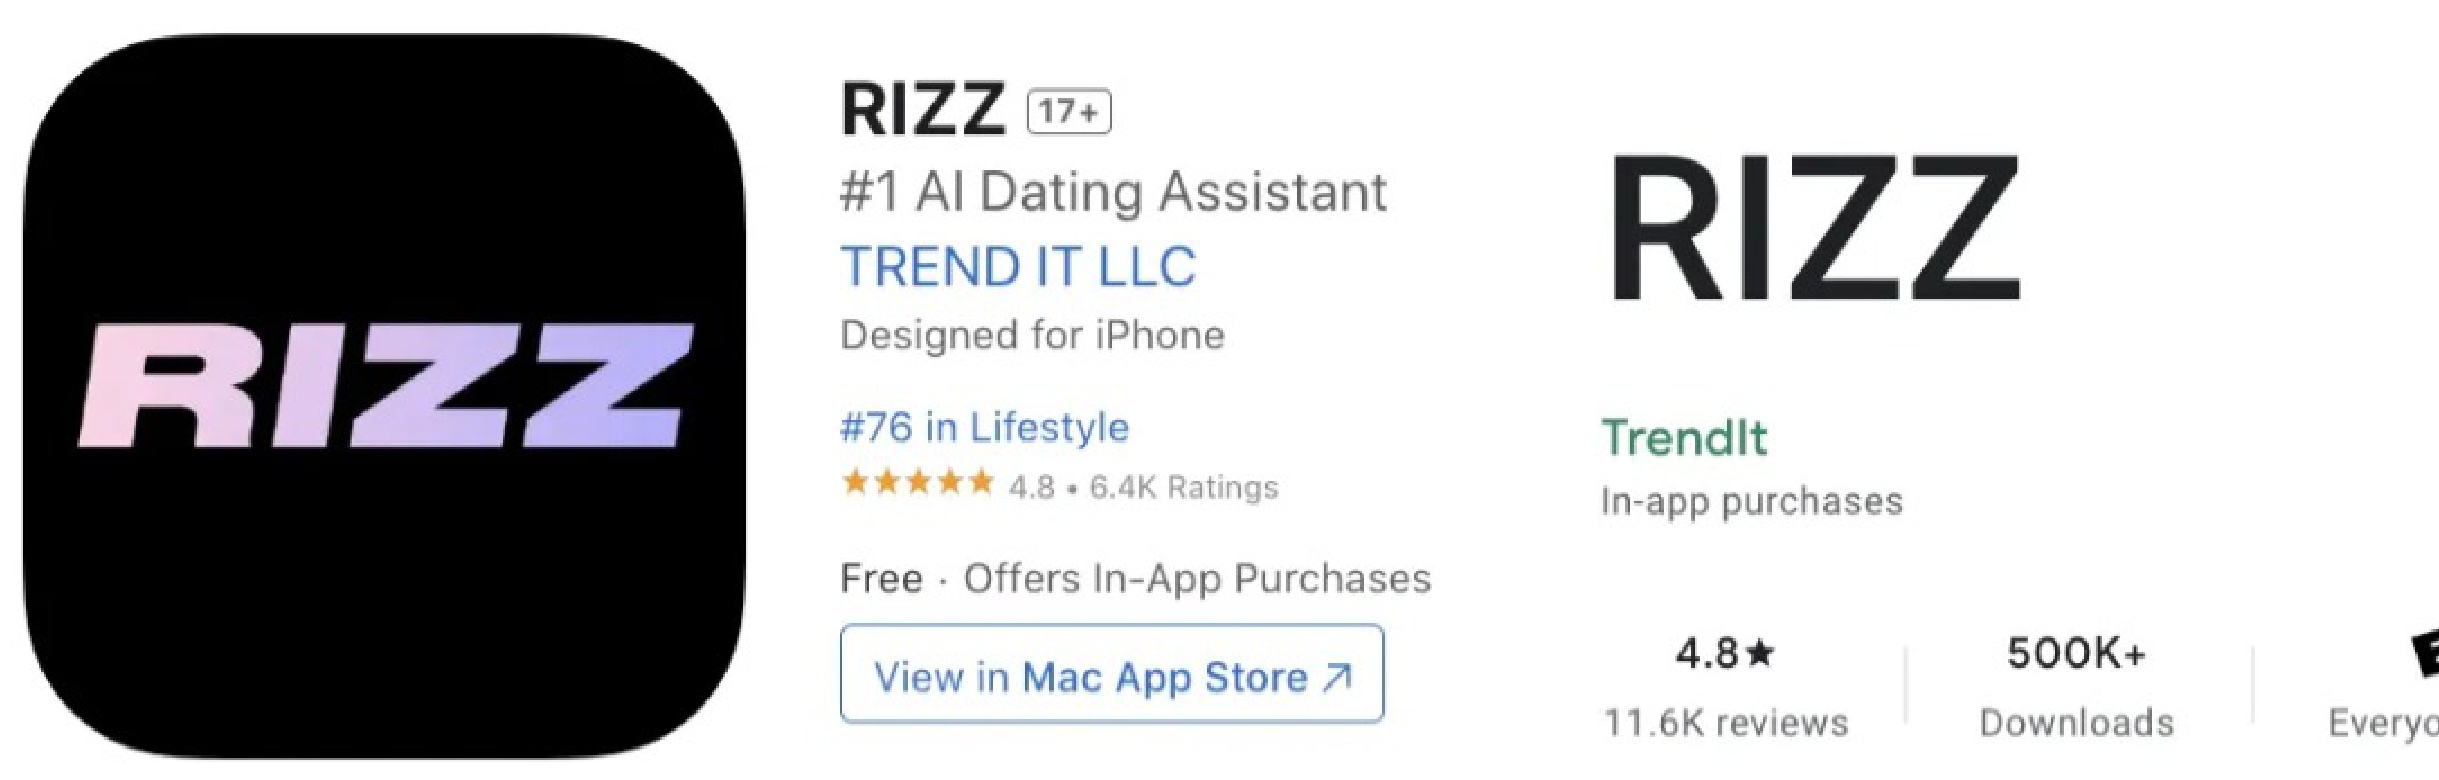 RIZZ
RIZZ 17+
#1 AI Dating Assistant
TREND IT LLC
Designed for iPhone
#76 in Lifestyle
★★★★★ 4.8 • 6.4K Ratings
Free · Offers In-App Purchases
View in Mac App Store ↗
RIZZ
TrendIt
In-app purchases
4.8★
11.6K reviews
500K+
Downloads
Everyo